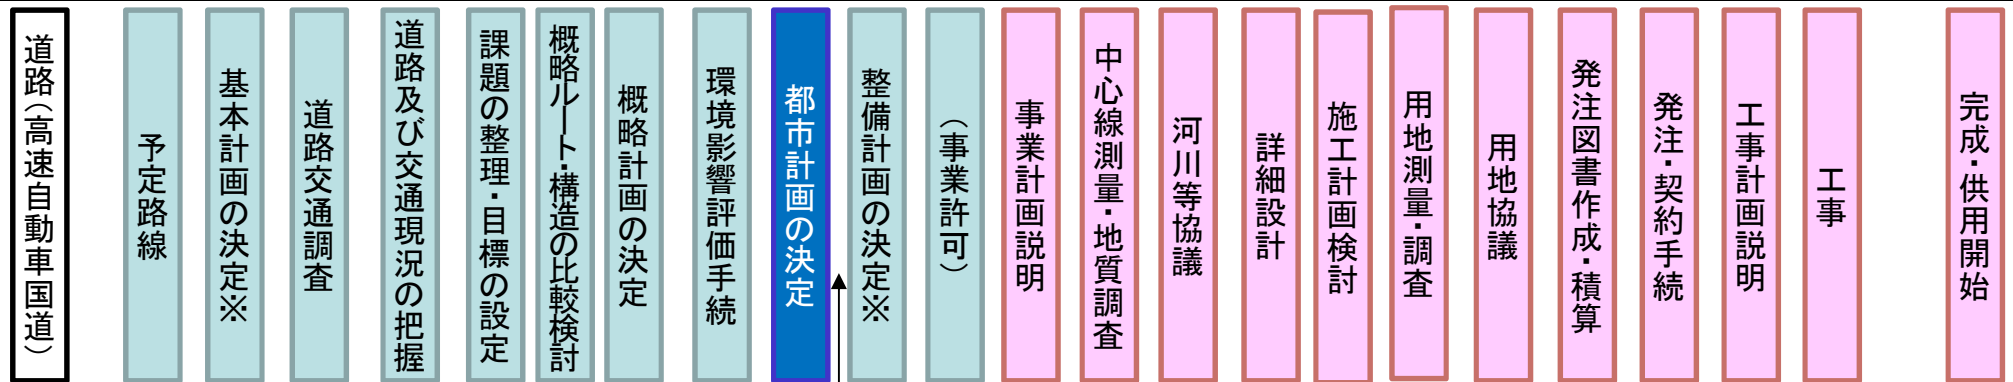 道路（高速自動車国道）
予定路線
基本計画の決定※
道路交通調査
道路及び交通現況の把握
課題の整理・目標の設定
概略ルート・構造の比較検討
概略計画の決定
環境影響評価手続
都市計画の決定
整備計画の決定※
（事業許可）
事業計画説明
中心線測量・地質調査
河川等協議
詳細設計
施工計画検討
用地測量・調査
用地協議
発注図書作成・積算
発注・契約手続
工事計画説明
工事
完成・供用開始